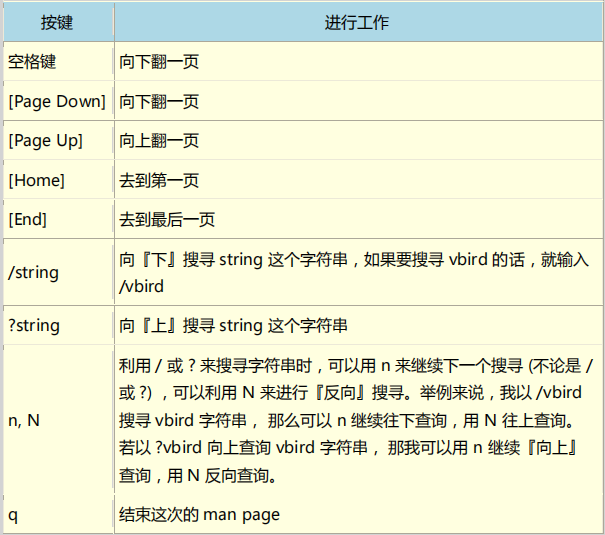 按键 进行工作
空格键 向下翻一页
[Page Down] 向下翻一页
[Page Up] 向上翻一页
[Home] 去到第一页
[End] 去到最后一页
/string 向『下』搜寻 string 这个字符串，如果要搜寻 vbird 的话，就输入
/vbird
?string 向『上』搜寻 string 这个字符串
n, N 利用 / 或 ? 来搜寻字符串时，可以用 n 来继续下一个搜寻 (不论是 /
或 ?) ，可以利用 N 来进行『反向』搜寻。举例来说，我以 /vbird
搜寻 vbird 字符串， 那么可以 n 继续往下查询，用 N 往上查询。
若以 ?vbird 向上查询 vbird 字符串， 那我可以用 n 继续『向上』
查询，用 N 反向查询。
q 结束这次的 man page